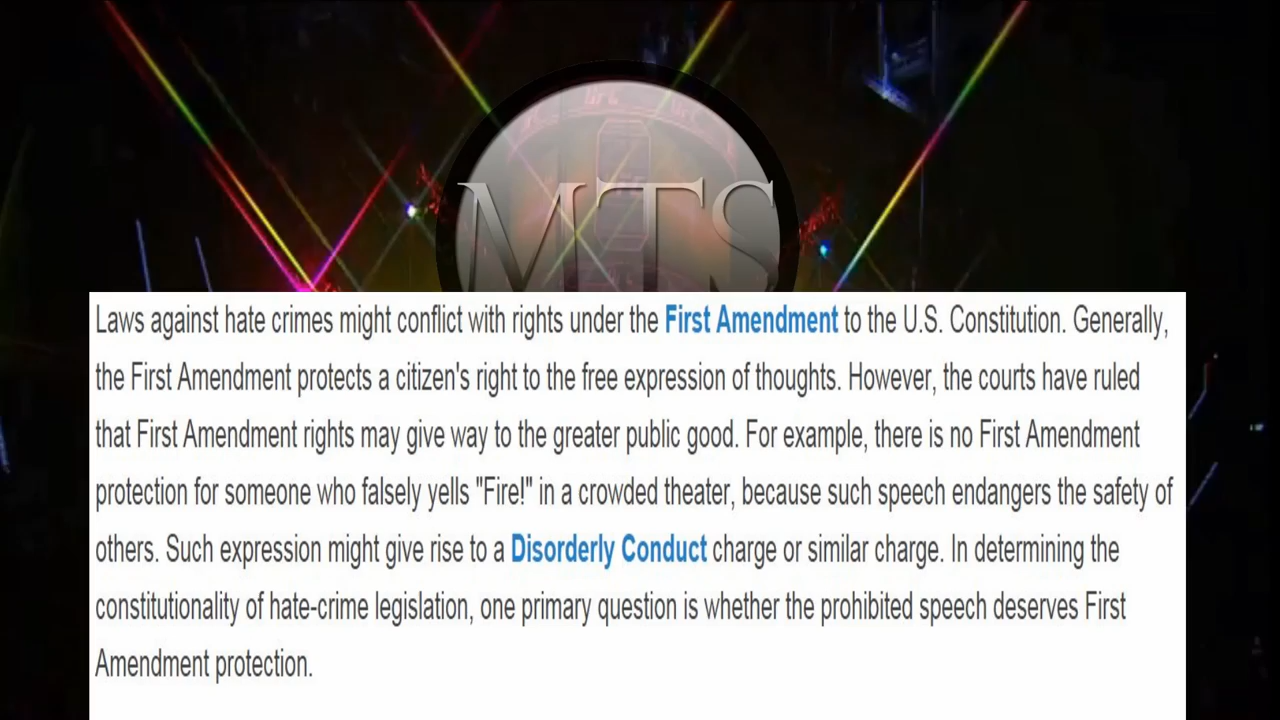 MTS
Laws against hate crimes might conflict with rights under the First Amendment to the U.S. Constitution. Generally,
the First Amendment protects a citizen's right to the free expression of thoughts. However, the courts have ruled
that First Amendment rights may give way to the greater public good. For example, there is no First Amendment
protection for someone who falsely yells "Fire!" in a crowded theater, because such speech endangers the safety of
others. Such expression might give rise to a Disorderly Conduct charge or similar charge. In determining the
constitutionality of hate-crime legislation, one primary question is whether the prohibited speech deserves First
Amendment protection.